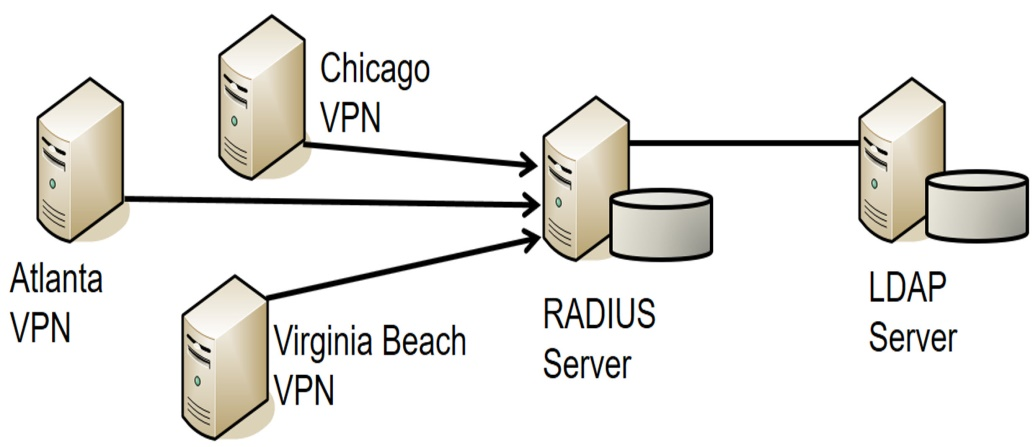 Chicago
VPN
Atlanta
VPN
Virginia Beach
VPN
RADIUS
Server
LDAP
Server